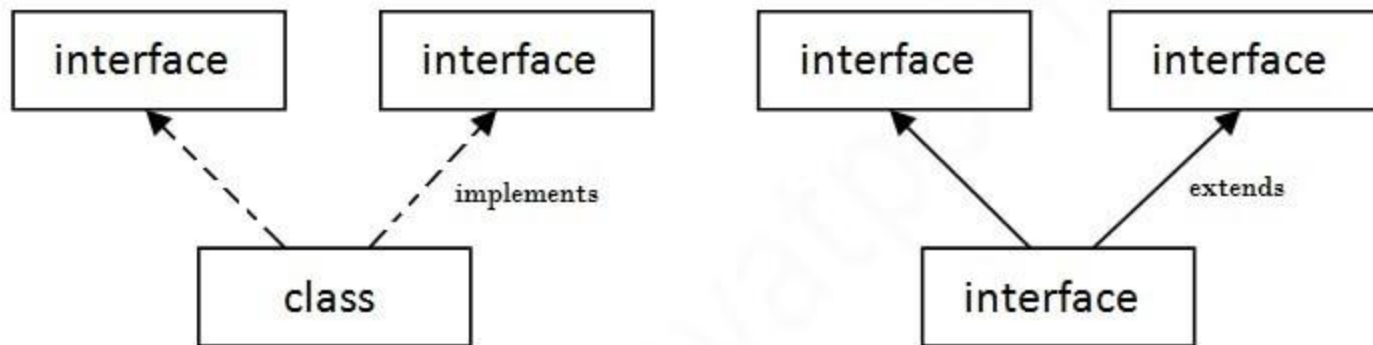 interface interface interface interface
implements extends
class interface